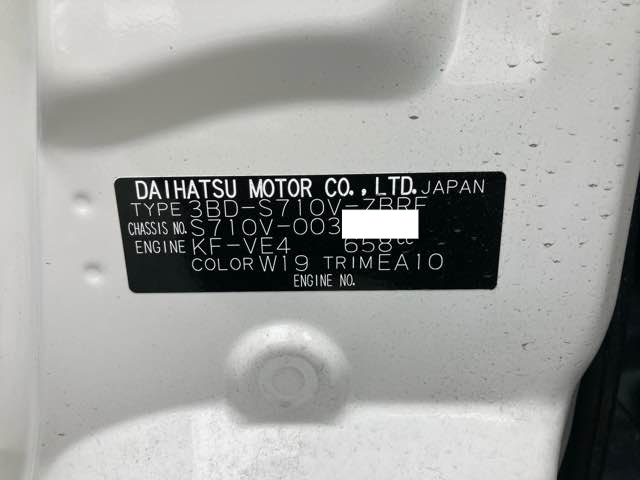 DAIHATSU MOTOR CO., LTD. JAPAN
TYPE 3BD-S710V-ZBRF
CHASSIS NO. S710V-003
ENGINE KF-VE4 658cc
COLOR W19 TRIM EA10
ENGINE NO.